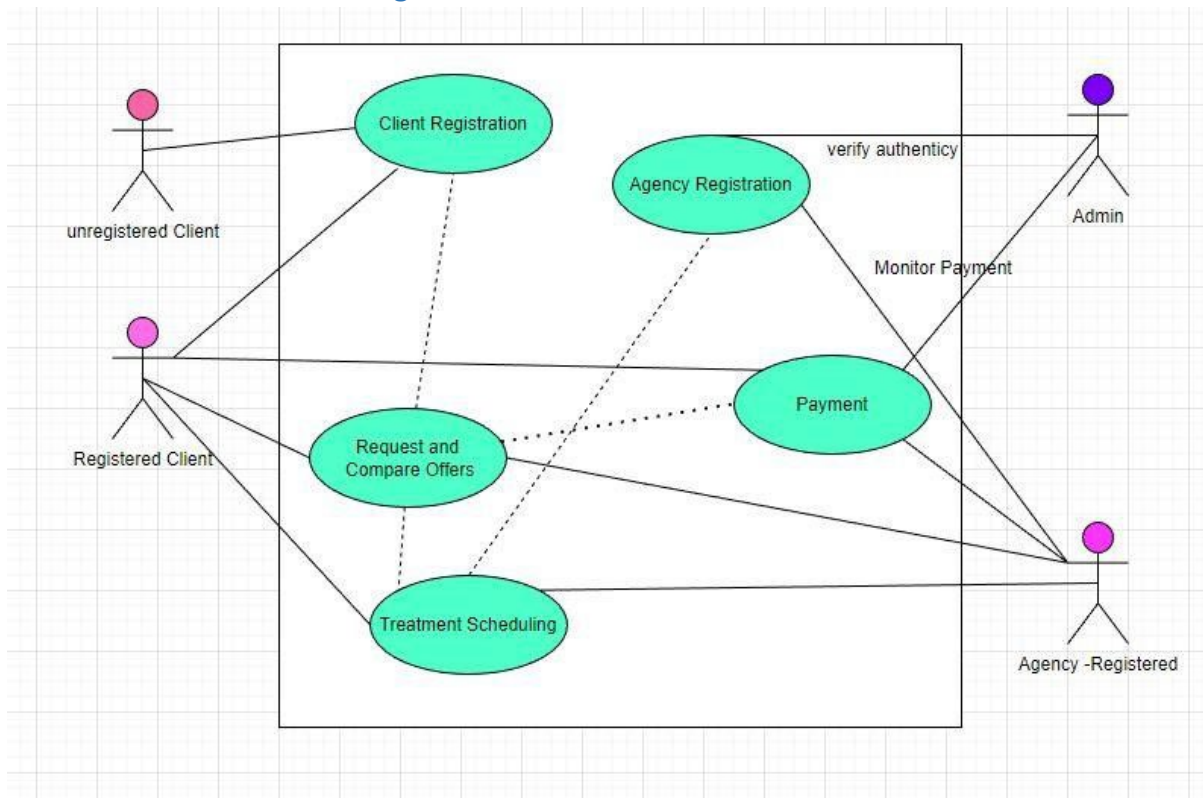 Client Registration
verify authenticy
Agency Registration
unregistered Client
Admin
Monitor Payment
Payment
Registered Client
Request and
Compare Offers
Treatment Scheduling
Agency -Registered